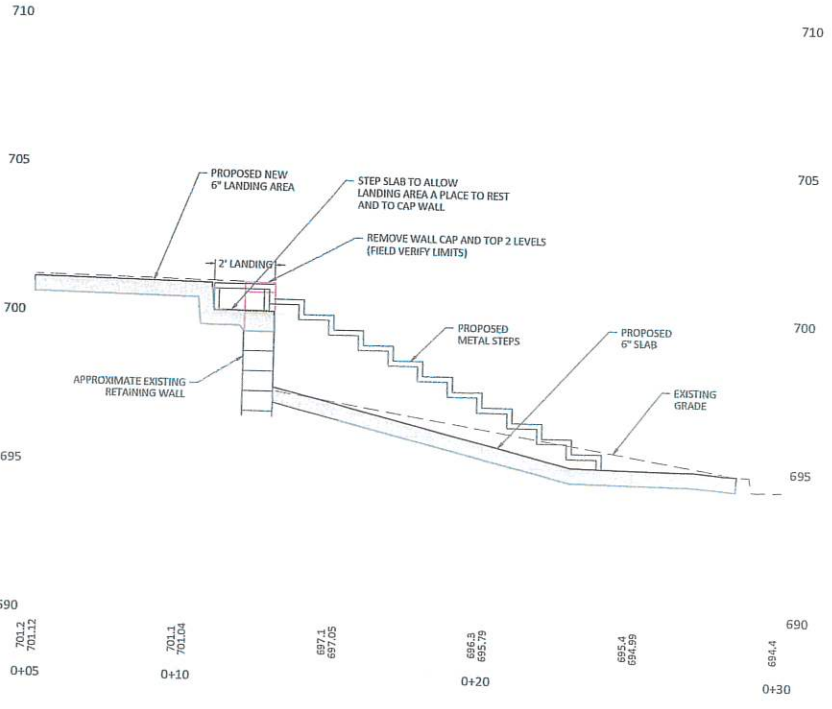 710
710
705
705
PROPOSED NEW
6" LANDING AREA
STEP SLAB TO ALLOW
LANDING AREA A PLACE TO REST
AND TO CAP WALL
REMOVE WALL CAP AND TOP 2 LEVELS
(FIELD VERIFY LIMITS)
2' LANDING
700
700
PROPOSED
METAL STEPS
PROPOSED
6" SLAB
APPROXIMATE EXISTING
RETAINING WALL
EXISTING
GRADE
695
695
690
690
701.2
701.12
701.1
701.04
697.1
697.05
696.3
695.79
695.4
694.99
694.4
0+05
0+10
0+20
0+30